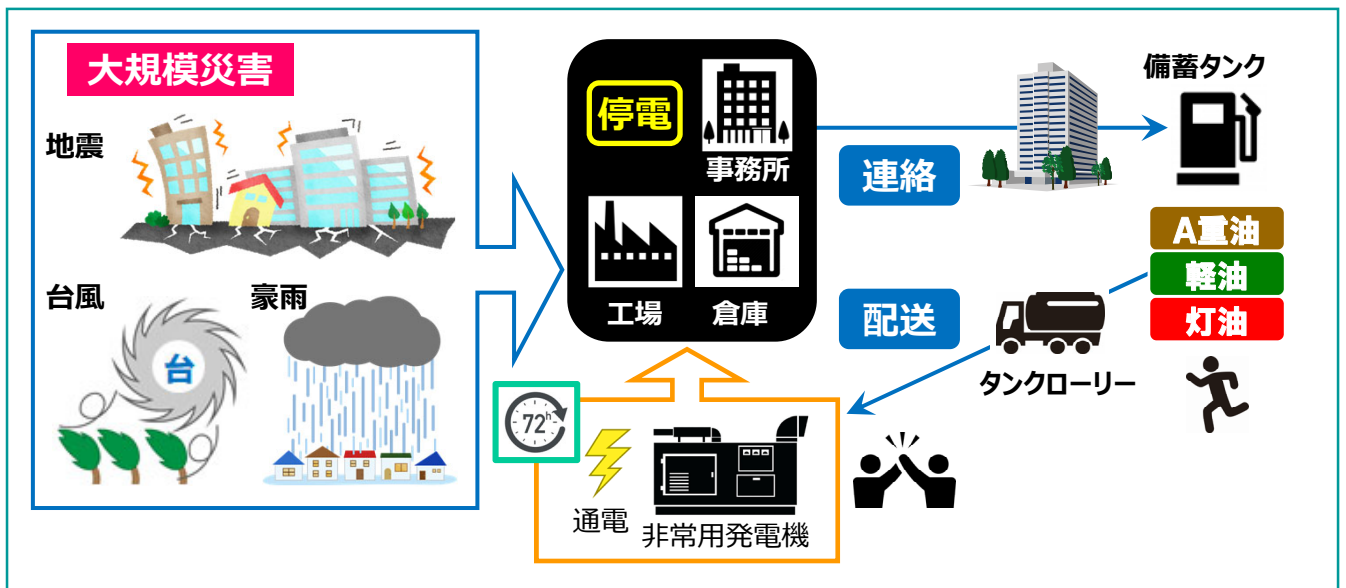 大規模災害
地震
台風
台
豪雨
停電
事務所
工場
倉庫
連絡
備蓄タンク
A重油
軽油
灯油
配送
タンクローリー
72h
通電
非常用発電機